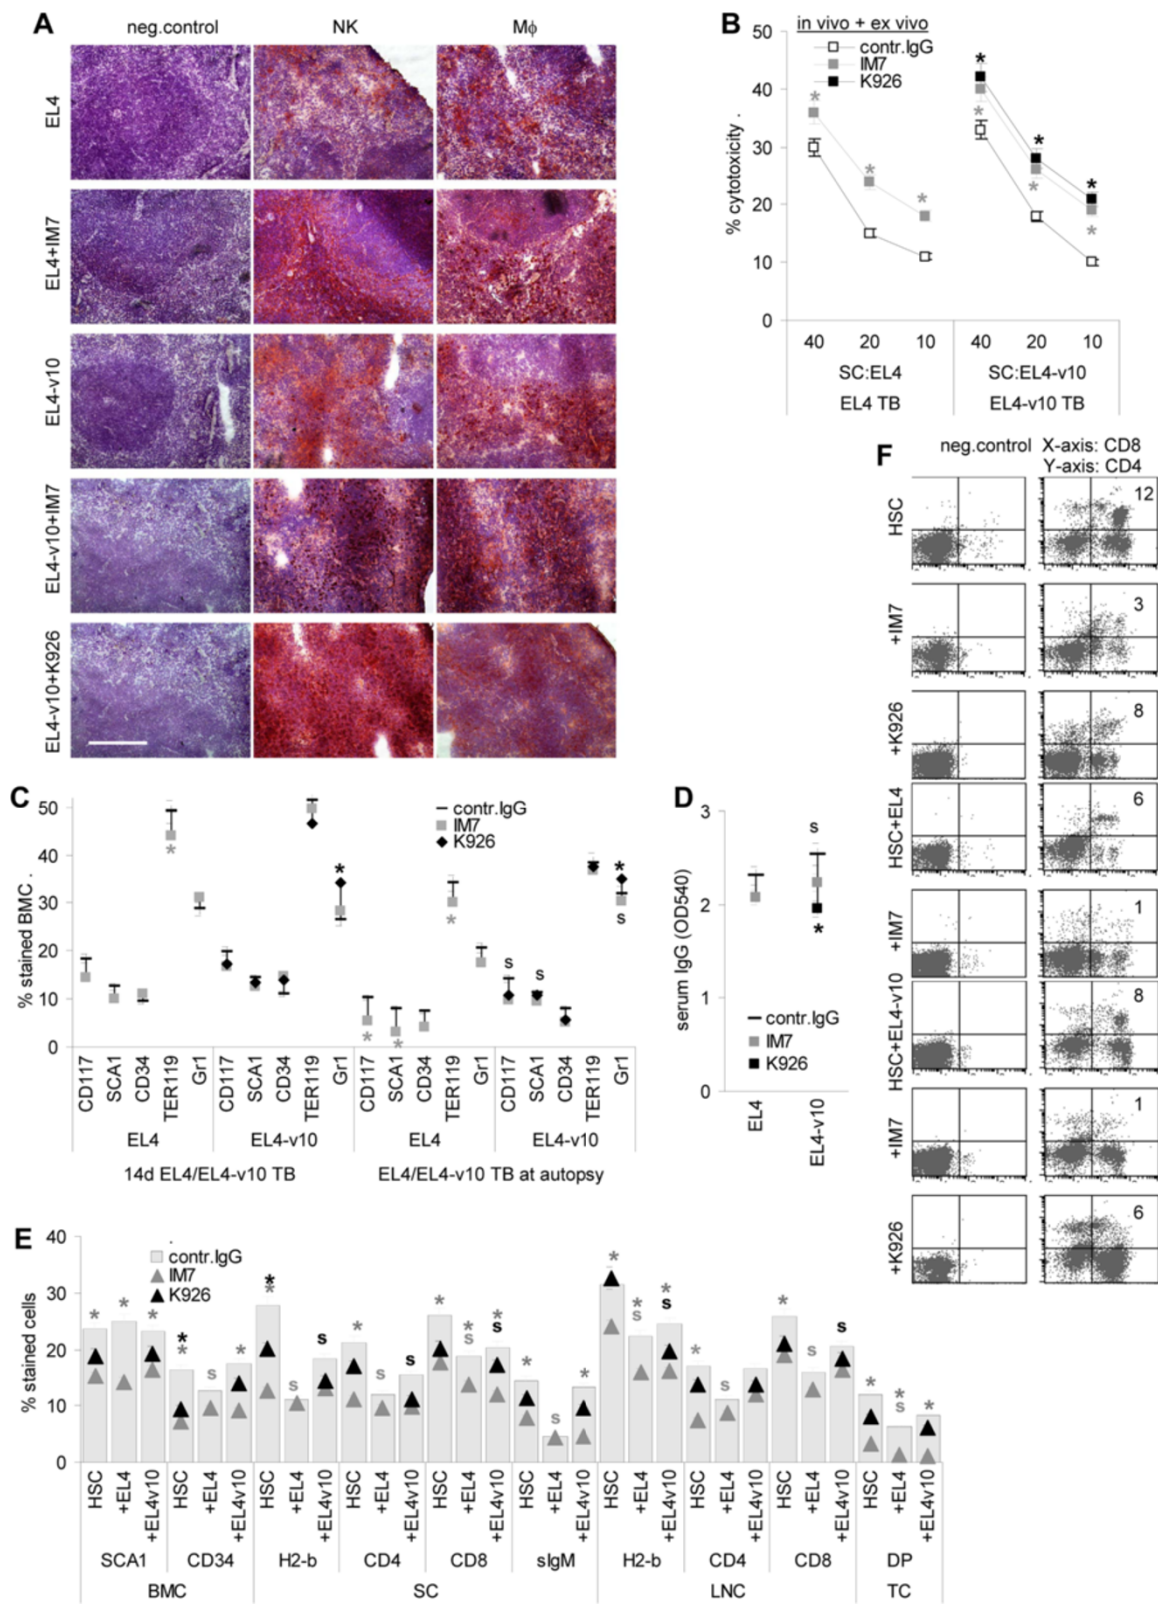 A
neg.control NK Mϕ
EL4
EL4+IM7
EL4-v10
EL4-v10+IM7
EL4-v10+K926
B
in vivo + ex vivo
contr.IgG
IM7
K926
% cytotoxicity .
50
40
30
20
10
0
* * * * * * * * *
40 20 10 40 20 10
SC:EL4 SC:EL4-v10
EL4 TB EL4-v10 TB
C
contr.IgG
IM7
K926
% stained BMC .
50
40
30
20
10
0
* * * * * *
s s s
CD117 SCA1 CD34 TER119 Gr1 CD117 SCA1 CD34 TER119 Gr1 CD117 SCA1 CD34 TER119 Gr1 CD117 SCA1 CD34 TER119 Gr1
EL4 EL4-v10 EL4 EL4-v10
14d EL4/EL4-v10 TB EL4/EL4-v10 TB at autopsy
D
serum IgG (OD540)
3
2
1
0
s
*
contr.IgG
IM7
K926
EL4 EL4-v10
E
contr.IgG
IM7
K926
% stained cells
40
30
20
10
0
HSC +EL4 +EL4v10 HSC +EL4 +EL4v10 HSC +EL4 +EL4v10 HSC +EL4 +EL4v10 HSC +EL4 +EL4v10 HSC +EL4 +EL4v10 HSC +EL4 +EL4v10 HSC +EL4 +EL4v10 HSC +EL4 +EL4v10 HSC +EL4 +EL4v10
SCA1 CD34 H2-b CD4 CD8 sIgM H2-b CD4 CD8 DP
BMC SC LNC TC
F
neg.control X-axis: CD8
Y-axis: CD4
HSC 12
+IM7 3
+K926 8
HSC+EL4 6
+IM7 1
HSC+EL4-v10 8
+IM7 1
+K926 6